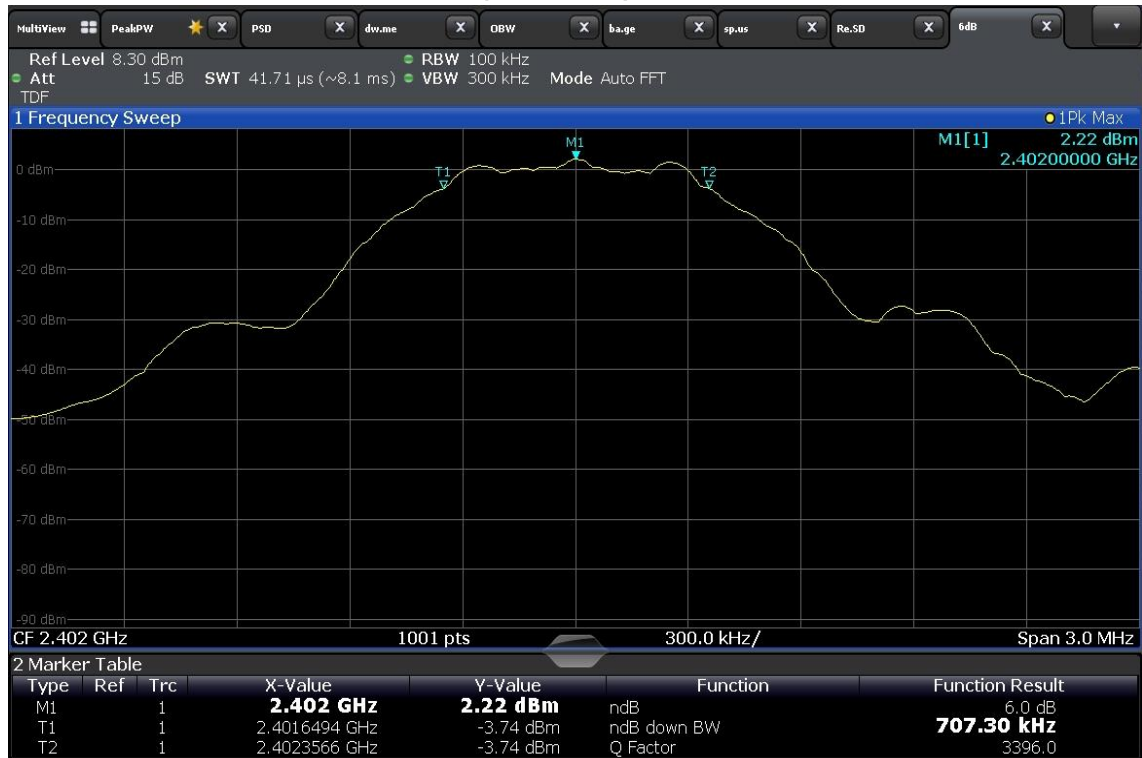 MultiView PeakPW X PSD X dw.me X OBW X ba.ge X sp.us X Re.SD X 6dB X
Ref Level 8.30 dBm RBW 100 kHz
Att 15 dB SWT 41.71 µs (~8.1 ms) VBW 300 kHz Mode Auto FFT
TDF
1 Frequency Sweep 1Pk Max
M1[1] 2.22 dBm
2.40200000 GHz
M1
0 dBm
T1 T2
-10 dBm
-20 dBm
-30 dBm
-40 dBm
-50 dBm
-60 dBm
-70 dBm
-80 dBm
-90 dBm
CF 2.402 GHz 1001 pts 300.0 kHz/ Span 3.0 MHz
2 Marker Table
Type Ref Trc X-Value Y-Value Function Function Result
M1 1 2.402 GHz 2.22 dBm ndB 6.0 dB
T1 1 2.4016494 GHz -3.74 dBm ndB down BW 707.30 kHz
T2 1 2.4023566 GHz -3.74 dBm Q Factor 3396.0